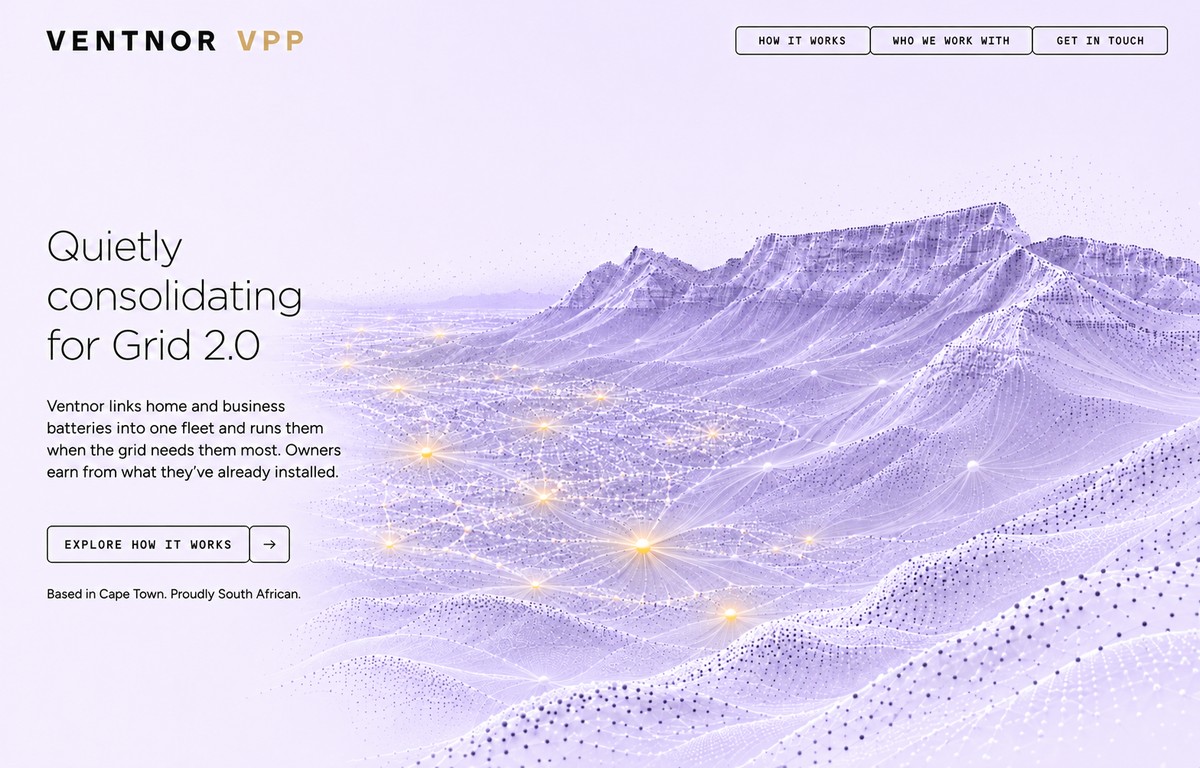 VENTNOR VPP
HOW IT WORKS
WHO WE WORK WITH
GET IN TOUCH
Quietly
consolidating
for Grid 2.0
Ventnor links home and business
batteries into one fleet and runs them
when the grid needs them most. Owners
earn from what they’ve already installed.
EXPLORE HOW IT WORKS →
Based in Cape Town. Proudly South African.